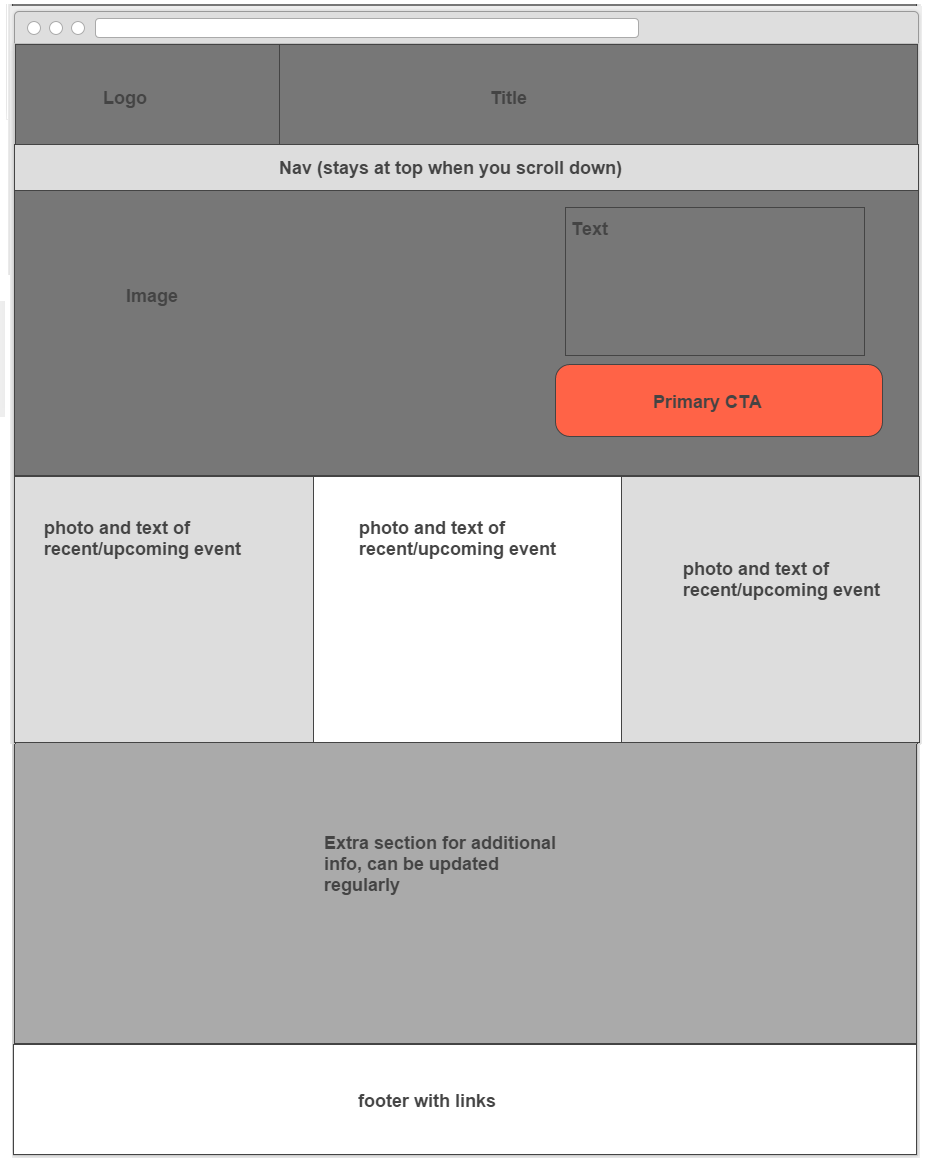 Logo
Title
Nav (stays at top when you scroll down)
Text
Image
Primary CTA
photo and text of
recent/upcoming event
photo and text of
recent/upcoming event
photo and text of
recent/upcoming event
Extra section for additional
info, can be updated
regularly
footer with links